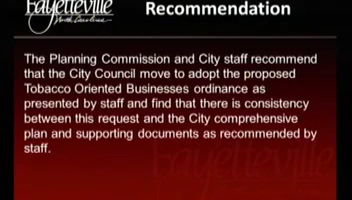 Fayetteville
North Carolina
Recommendation
The Planning Commission and City staff recommend
that the City Council move to adopt the proposed
Tobacco Oriented Businesses ordinance as
presented by staff and find that there is consistency
between this request and the City comprehensive
plan and supporting documents as recommended by
staff.
Fayetteville